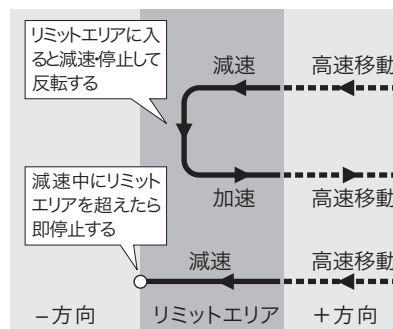 リミットエリアに入
ると減速・停止して
反転する
減速 高速移動
加速 高速移動
減速中にリミット
エリアを超えたら
即停止する
減速 高速移動
−方向 リミットエリア ＋方向